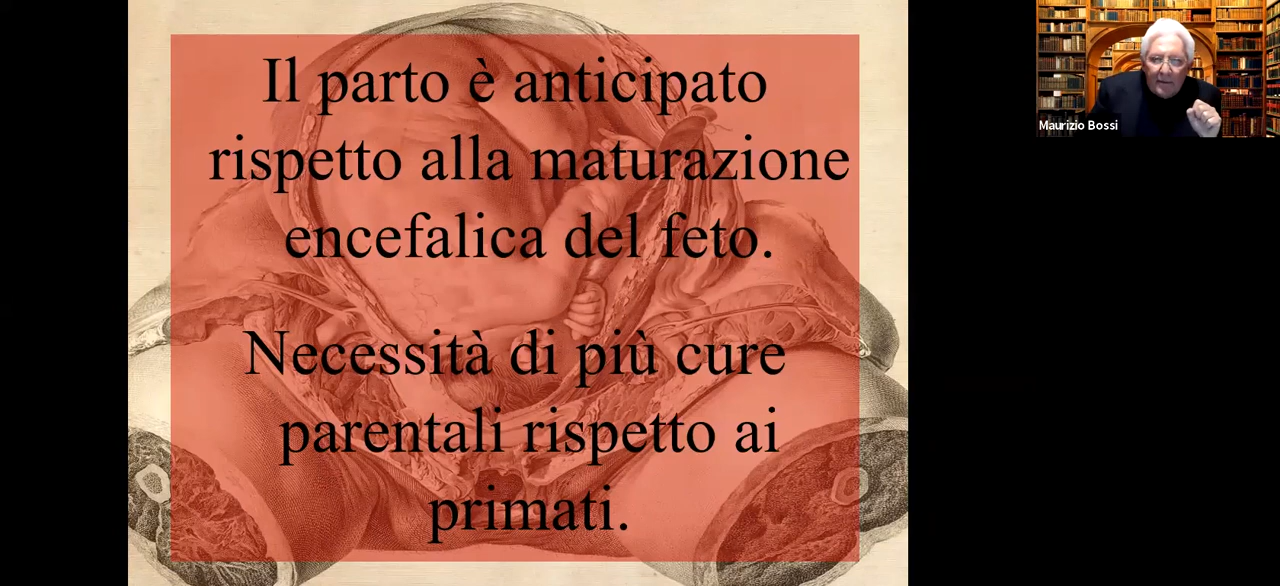 Il parto è anticipato
rispetto alla maturazione
encefalica del feto.
Necessità di più cure
parentali rispetto ai
primati.
Maurizio Bossi